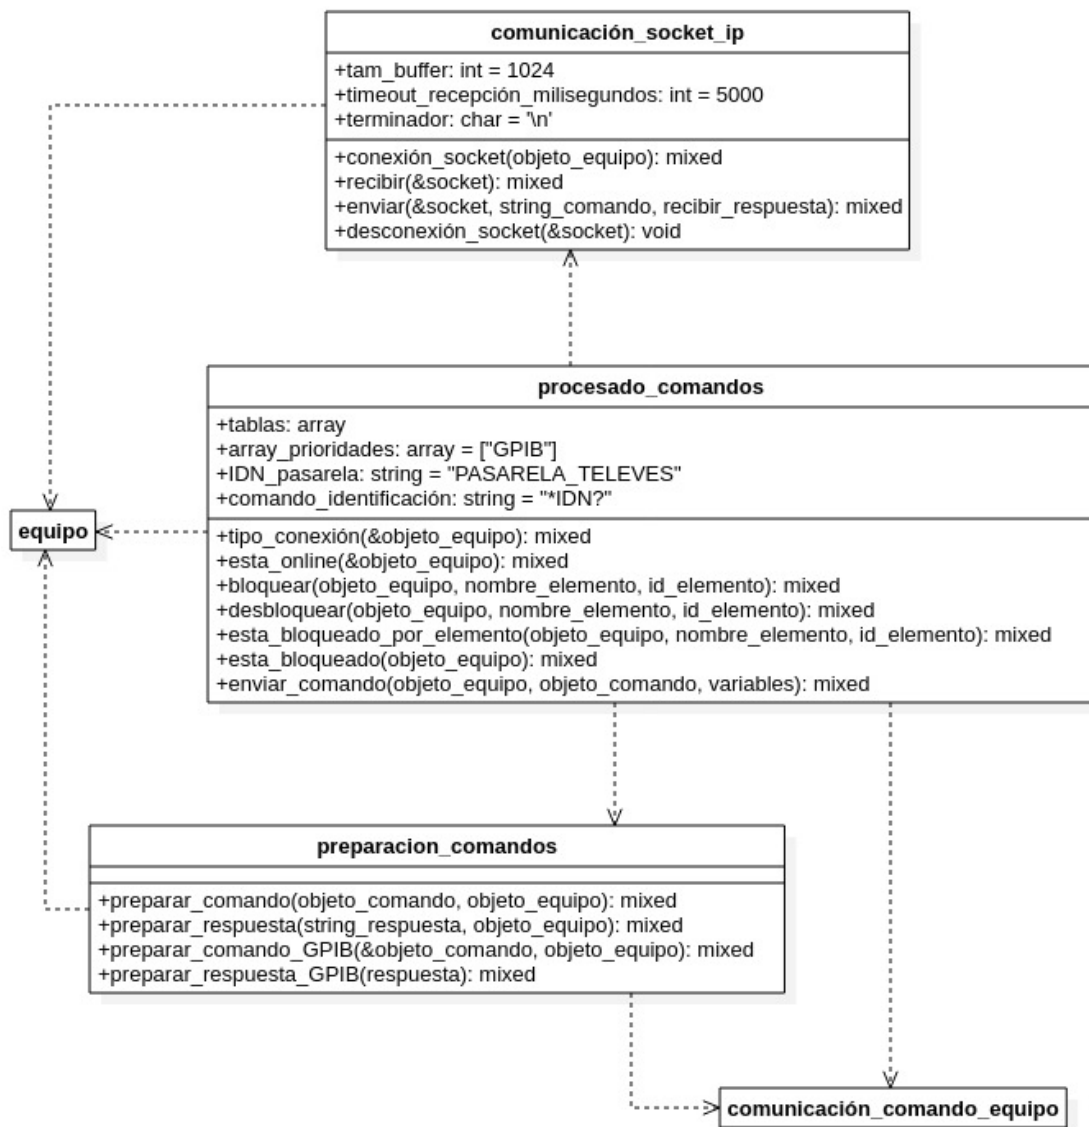 comunicación_socket_ip
+tam_buffer: int = 1024
+timeout_recepción_milisegundos: int = 5000
+terminador: char = '\n'
+conexión_socket(objeto_equipo): mixed
+recibir(&socket): mixed
+enviar(&socket, string_comando, recibir_respuesta): mixed
+desconexión_socket(&socket): void
procesado_comandos
+tablas: array
+array_prioridades: array = ["GPIB"]
+IDN_pasarela: string = "PASARELA_TELEVES"
+comando_identificación: string = "*IDN?"
equipo
+tipo_conexión(&objeto_equipo): mixed
+esta_online(&objeto_equipo): mixed
+bloquear(objeto_equipo, nombre_elemento, id_elemento): mixed
+desbloquear(objeto_equipo, nombre_elemento, id_elemento): mixed
+esta_bloqueado_por_elemento(objeto_equipo, nombre_elemento, id_elemento): mixed
+esta_bloqueado(objeto_equipo): mixed
+enviar_comando(objeto_equipo, objeto_comando, variables): mixed
preparacion_comandos
+preparar_comando(objeto_comando, objeto_equipo): mixed
+preparar_respuesta(string_respuesta, objeto_equipo): mixed
+preparar_comando_GPIB(&objeto_comando, objeto_equipo): mixed
+preparar_respuesta_GPIB(respuesta): mixed
comunicación_comando_equipo